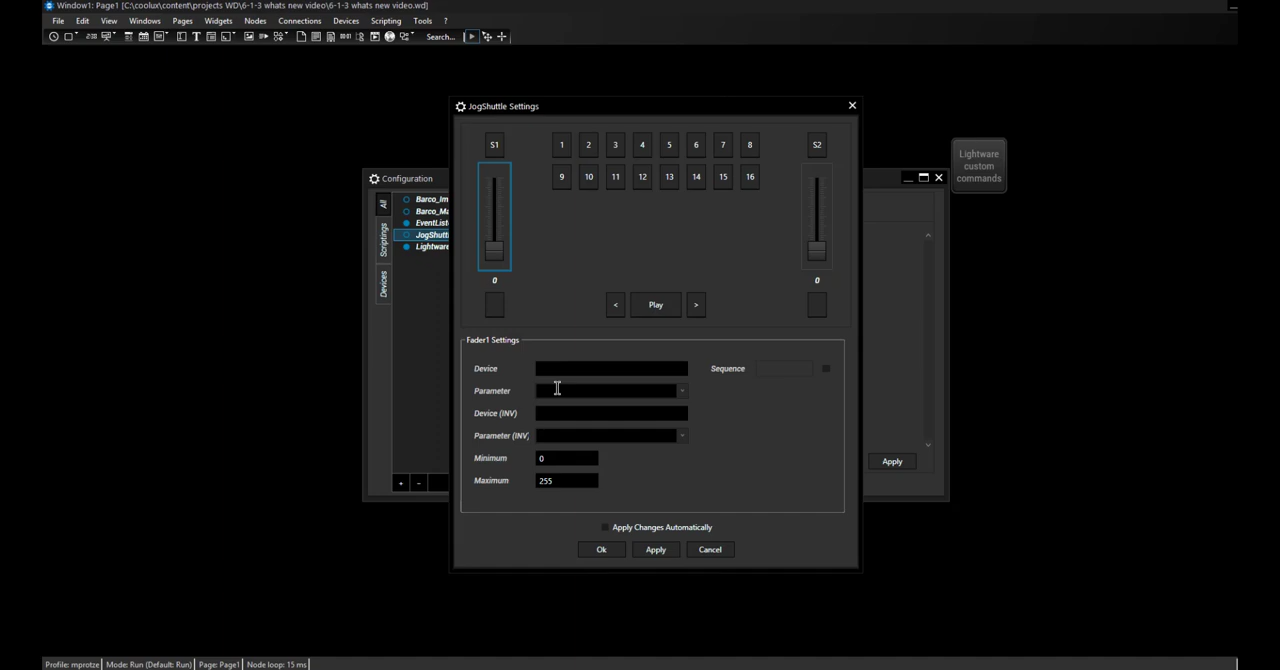 Window1: Page1 [C:\coolux\content\projects WD\6-1-3 whats new video\6-1-3 whats new video.wd]
File Edit View Windows Pages Widgets Nodes Connections Devices Scripting Tools ?
Search...
JogShuttle Settings
S1 1 2 3 4 5 6 7 8 S2
9 10 11 12 13 14 15 16
Lightware
custom
commands
Configuration
All
Scriptings
Devices
Barco_Im
Barco_Ma
EventList
JogShuttl
Lightware
0 0
< Play >
Fader1 Settings
Device Sequence
Parameter
Device (INV)
Parameter (INV)
Minimum 0
Maximum 255
Apply
+ -
Apply Changes Automatically
Ok Apply Cancel
Profile: mprotze Mode: Run (Default: Run) Page: Page1 Node loop: 15 ms